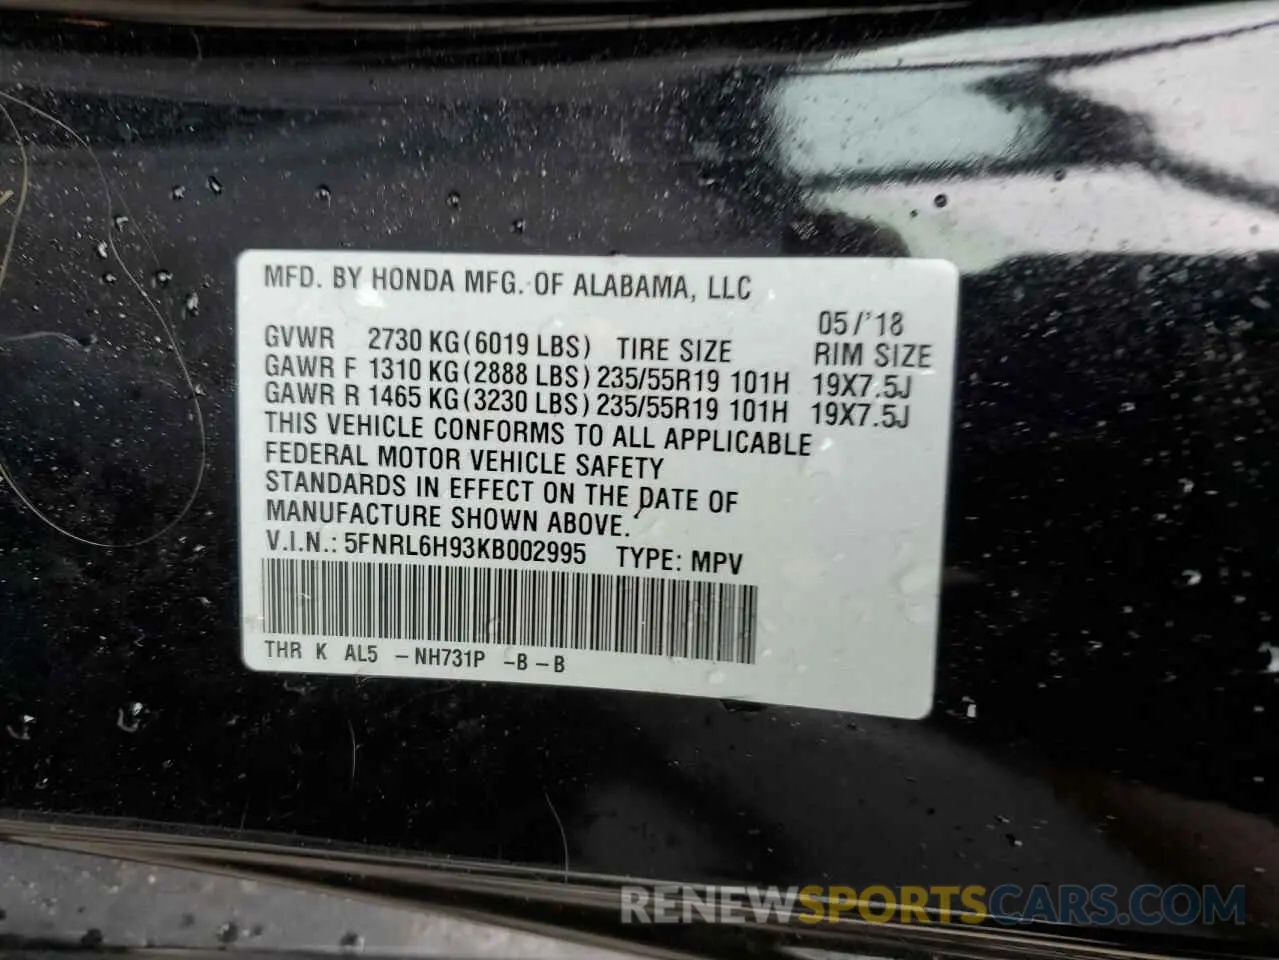 MFD. BY HONDA MFG. OF ALABAMA, LLC
05/'18
GVWR 2730 KG(6019 LBS) TIRE SIZE RIM SIZE
GAWR F 1310 KG(2888 LBS) 235/55R19 101H 19X7.5J
GAWR R 1465 KG(3230 LBS) 235/55R19 101H 19X7.5J
THIS VEHICLE CONFORMS TO ALL APPLICABLE
FEDERAL MOTOR VEHICLE SAFETY
STANDARDS IN EFFECT ON THE DATE OF
MANUFACTURE SHOWN ABOVE.
V.I.N.: 5FNRL6H93KB002995 TYPE: MPV
THR K AL5 -NH731P -B-B
RENEWSPORTSCARS.COM